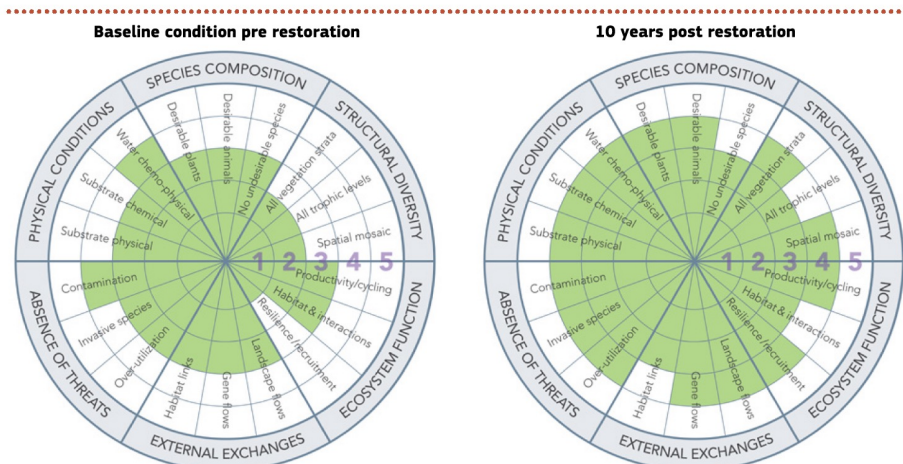 Baseline condition pre restoration
SPECIES COMPOSITION
STRUCTURAL DIVERSITY
ECOSYSTEM FUNCTION
EXTERNAL EXCHANGES
ABSENCE OF THREATS
PHYSICAL CONDITIONS
Desirable plants
Desirable animals
No undesirable species
All vegetation strata
All trophic levels
Spatial mosaic
Productivity/cycling
Habitat & interactions
Resilience/recruitment
Landscape flows
Gene flows
Habitat links
Over-utilization
Invasive species
Contamination
Substrate physical
Substrate chemical
Water chemo-physical
1 2 3 4 5
10 years post restoration
SPECIES COMPOSITION
STRUCTURAL DIVERSITY
ECOSYSTEM FUNCTION
EXTERNAL EXCHANGES
ABSENCE OF THREATS
PHYSICAL CONDITIONS
Desirable plants
Desirable animals
No undesirable species
All vegetation strata
All trophic levels
Spatial mosaic
Productivity/cycling
Habitat & interactions
Resilience/recruitment
Landscape flows
Gene flows
Habitat links
Over-utilization
Invasive species
Contamination
Substrate physical
Substrate chemical
Water chemo-physical
1 2 3 4 5